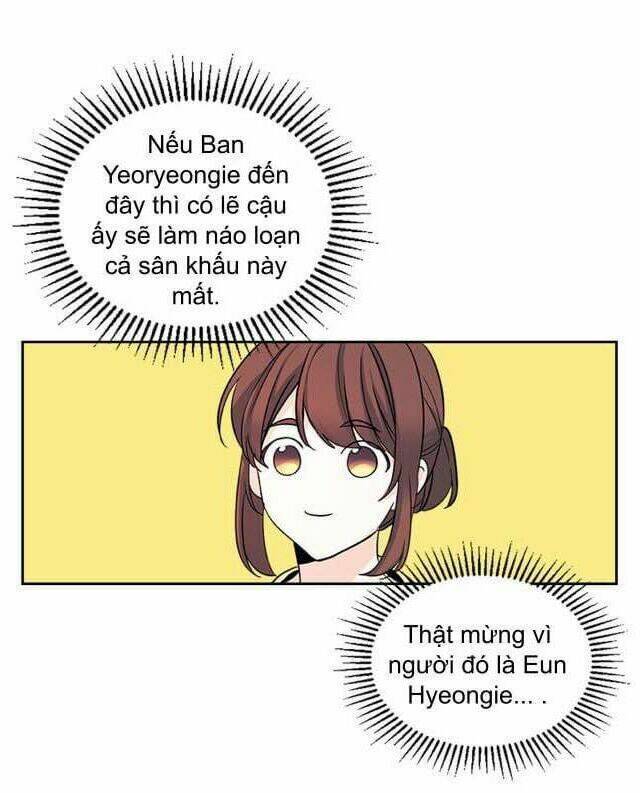 Nếu Ban
Yeoryeongie đến
đây thì có lẽ cậu
ấy sẽ làm náo loạn
cả sân khấu này
mất.
Thật mừng vì
người đó là Eun
Hyeongie... .